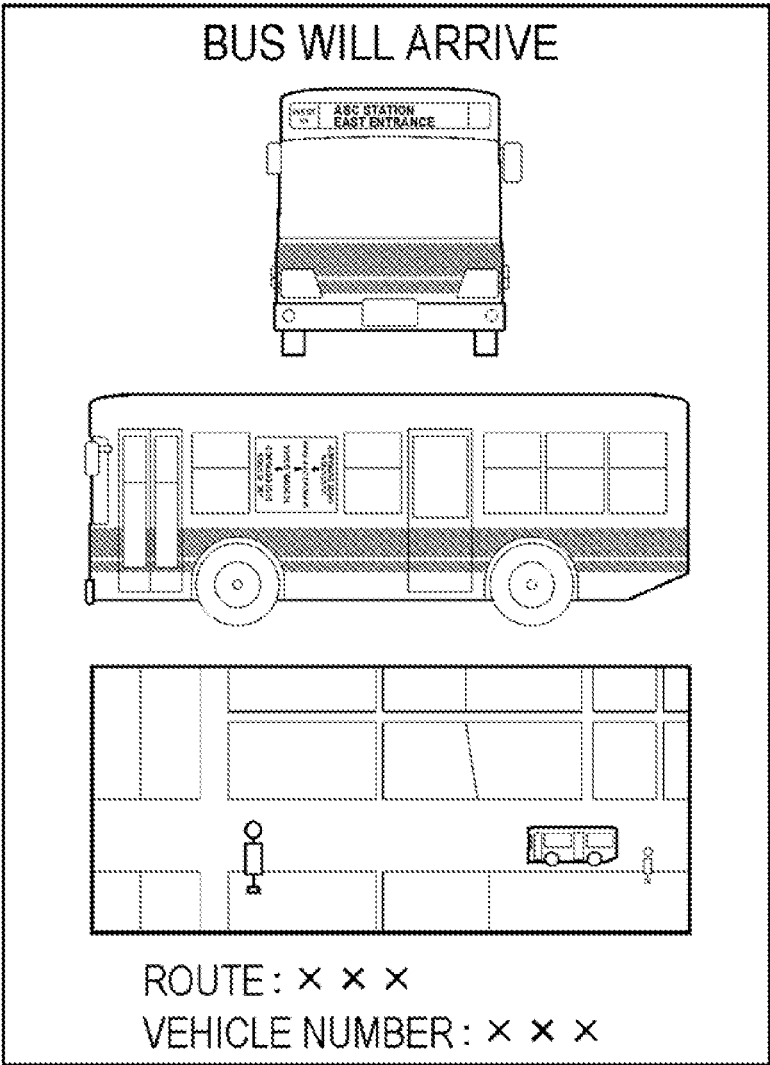 BUS WILL ARRIVE
ABC STATION
EAST ENTRANCE
ROUTE : × × ×
VEHICLE NUMBER : × × ×